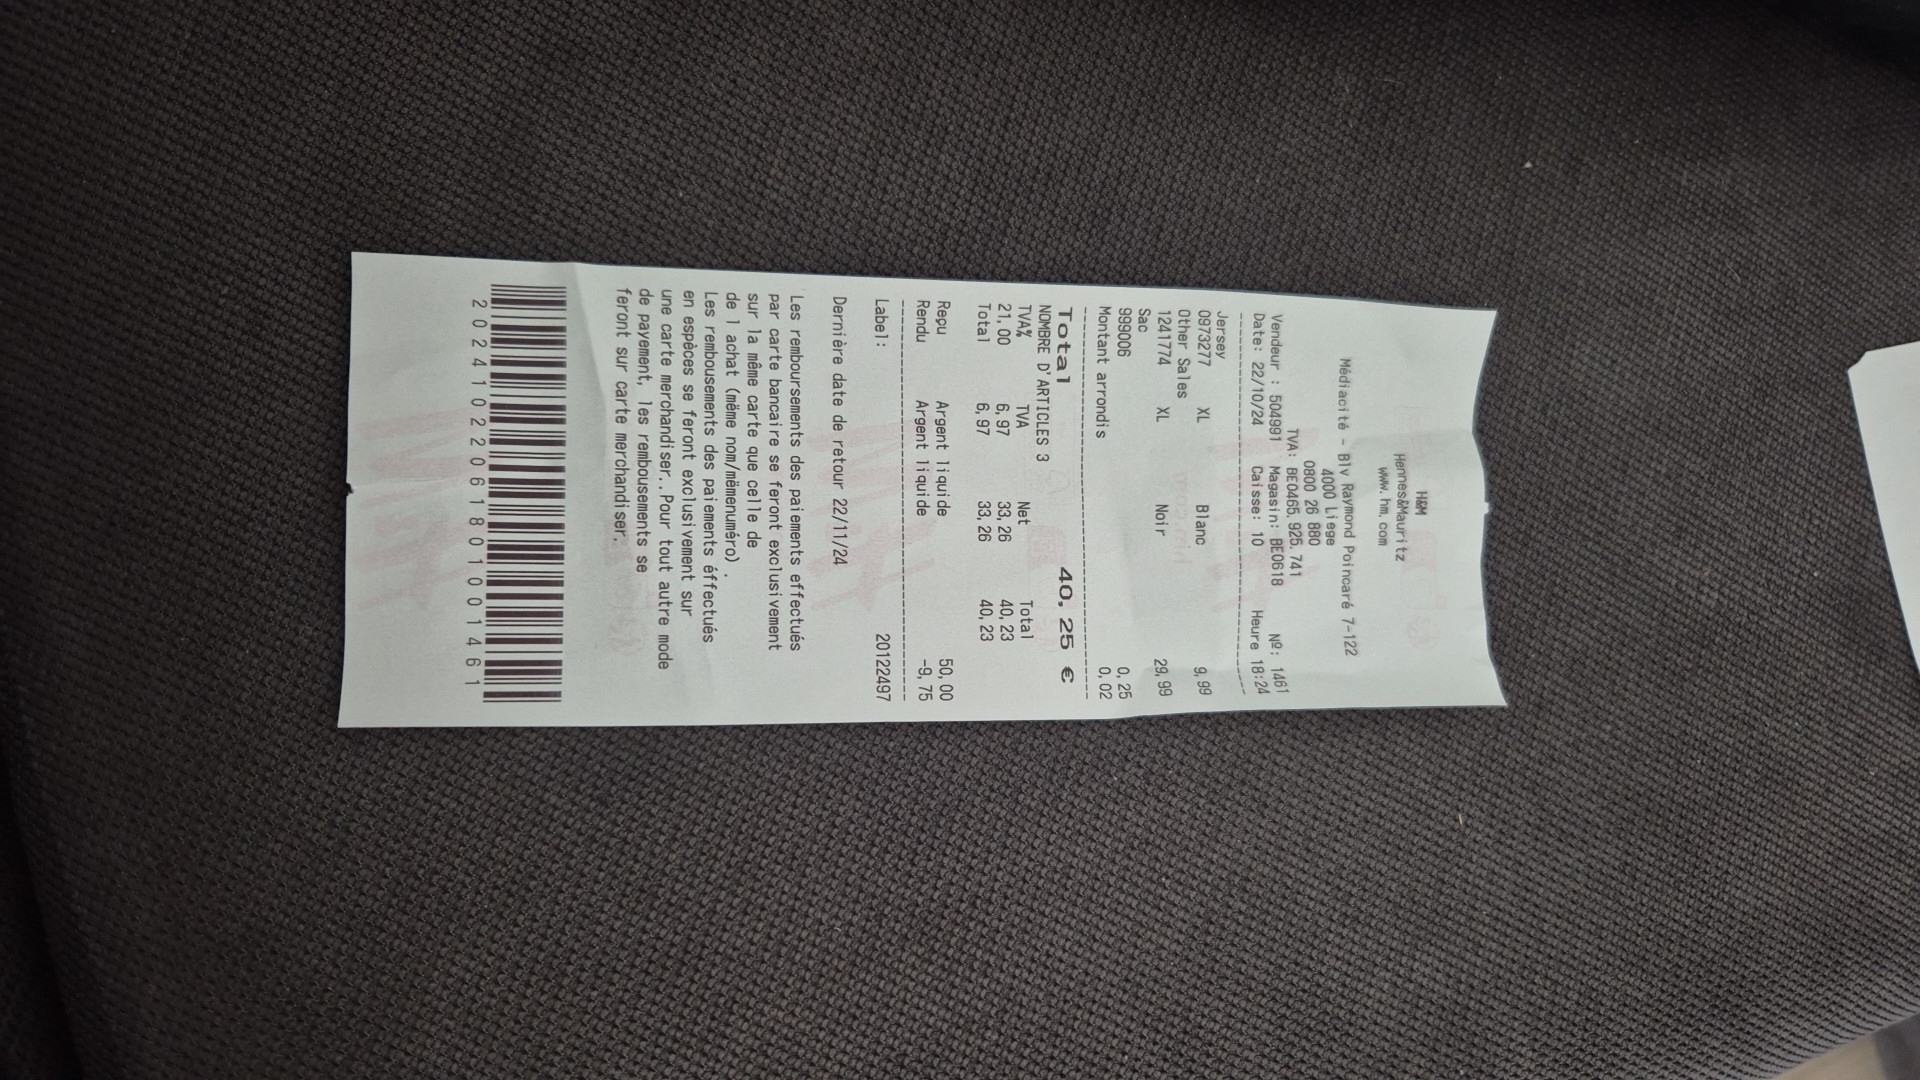 H&M
Hennes&Mauritz
www.hm.com
Médiacité - Blv Raymond Poincaré 7-122
4000 Liege
0800 26 880
TVA: BE0465.925.741
Vendeur : 504991 Magasin: BE0618 Nº: 1461
Date: 22/10/24 Caisse: 10 Heure 18:24
Jersey
0973277 XL Blanc 9,99
Other Sales
1241774 XL Noir 29,99
Sac
999006 0,25
Montant arrondis 0,02
Total 40,25 €
NOMBRE D'ARTICLES 3
TVA% TVA Net Total
21,00 6,97 33,26 40,23
Total 6,97 33,26 40,23
Reçu Argent liquide 50,00
Rendu Argent liquide -9,75
Label: 20122497
Dernière date de retour 22/11/24
Les remboursements des paiements effectués
par carte bancaire se feront exclusivement
sur la même carte que celle de
de l achat (mëme nom/mëmenuméro).
Les rembousements des paiements éffectués
en espèces se feront exclusivement sur
une carte merchandiser.. Pour tout autre mode
de payement, les rembousements se
feront sur carte merchandiser.
2024102206180100 1461